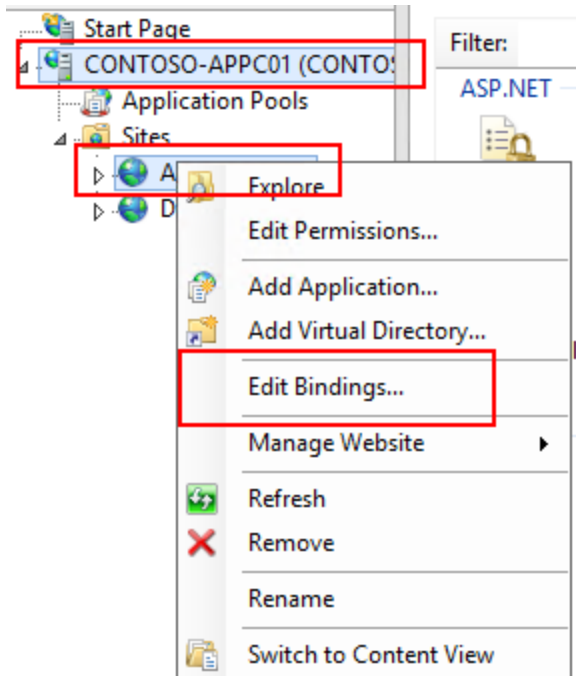 Start Page
Filter:
CONTOSO-APPC01 (CONTO
ASP.NET
Application Pools
Sites
A
D
Explore
Edit Permissions...
Add Application...
Add Virtual Directory...
Edit Bindings...
Manage Website
Refresh
Remove
Rename
Switch to Content View